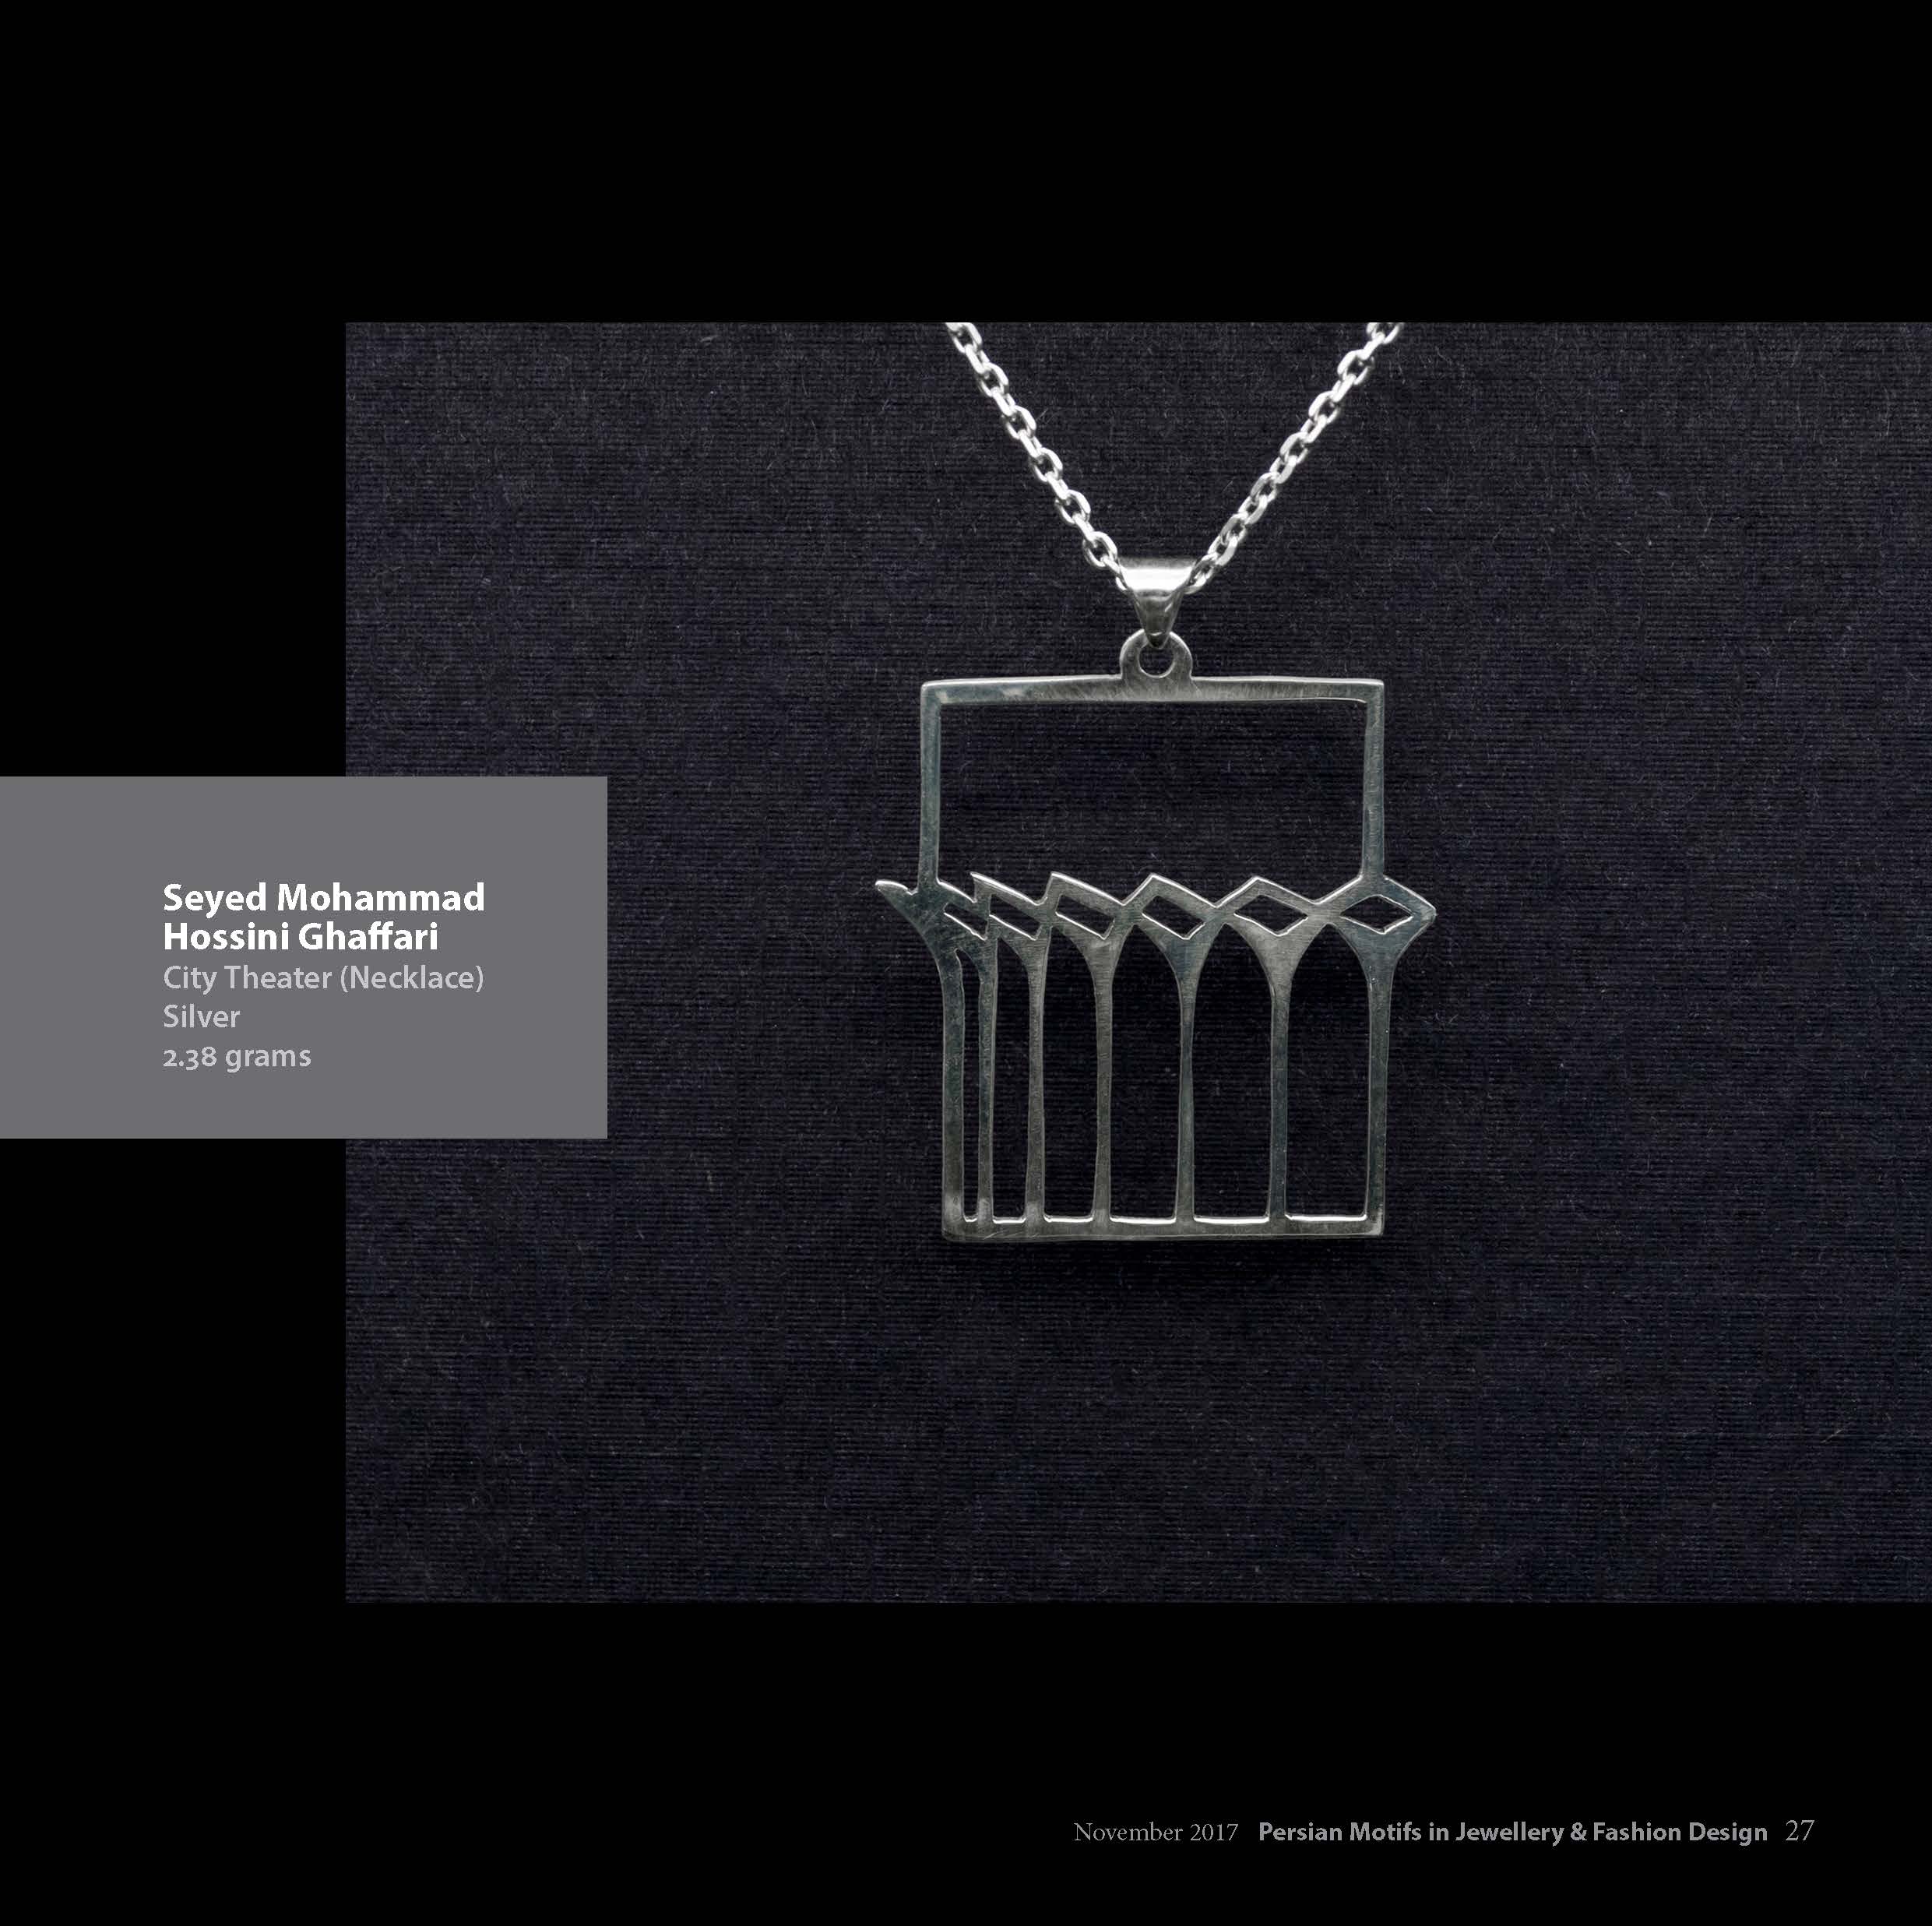 Seyed Mohammad
Hossini Ghaffari
City Theater (Necklace)
Silver
2.38 grams
November 2017 Persian Motifs in Jewellery & Fashion Design 27